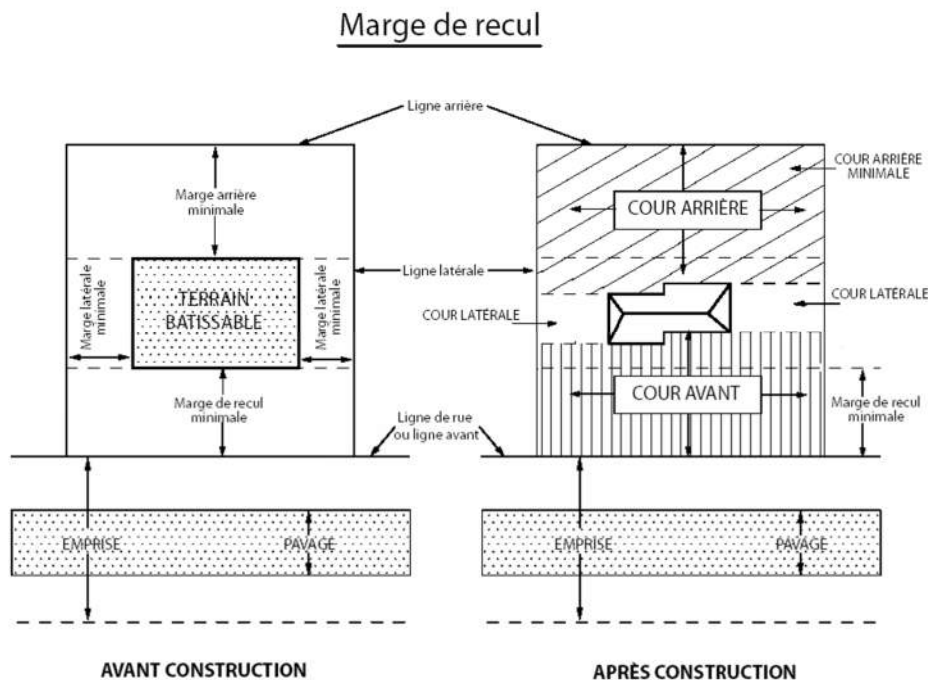 Marge de recul
Ligne arrière
Marge arrière
minimale
Marge latérale
minimale
TERRAIN
BATISSABLE
Marge latérale
minimale
Ligne latérale
Marge de recul
minimale
Ligne de rue
ou ligne avant
EMPRISE
PAVAGE
AVANT CONSTRUCTION
COUR ARRIÈRE
MINIMALE
COUR ARRIÈRE
COUR LATÉRALE
COUR LATÉRALE
COUR AVANT
Marge de recul
minimale
EMPRISE
PAVAGE
APRÈS CONSTRUCTION